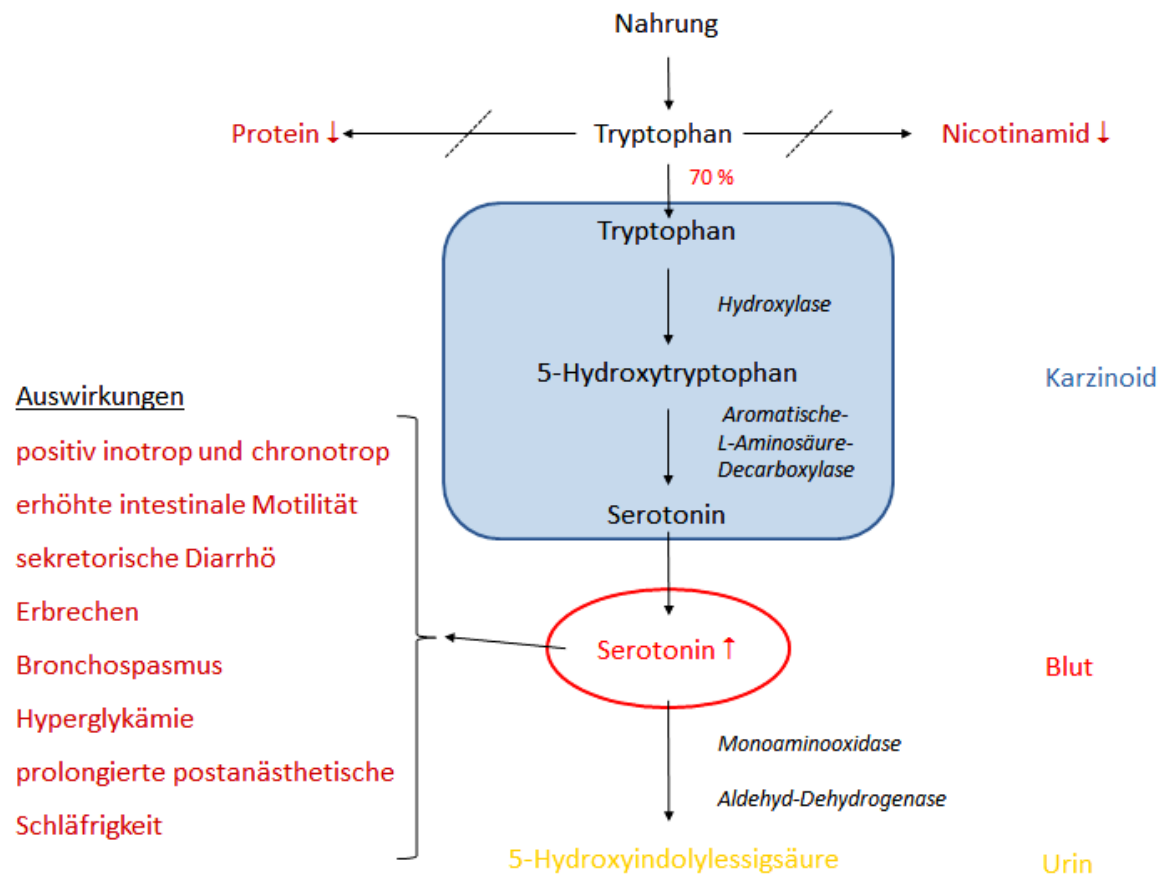 Nahrung
Protein ↓
Tryptophan
Nicotinamid ↓
70 %
Tryptophan
Hydroxylase
5-Hydroxytryptophan
Karzinoid
Aromatische-
L-Aminosäure-
Decarboxylase
Serotonin
Auswirkungen
positiv inotrop und chronotrop
erhöhte intestinale Motilität
sekretorische Diarrhö
Erbrechen
Bronchospasmus
Hyperglykämie
prolongierte postanästhetische
Schläfrigkeit
Serotonin ↑
Blut
Monoaminooxidase
Aldehyd-Dehydrogenase
5-Hydroxyindolylessigsäure
Urin